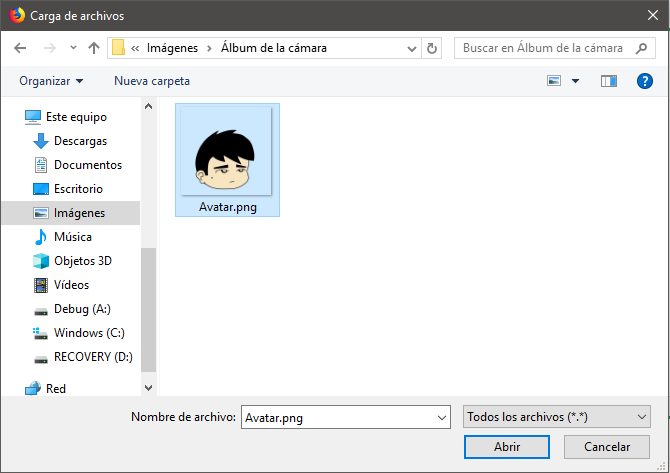 Carga de archivos
« Imágenes › Álbum de la cámara
Buscar en Álbum de la cámara
Organizar
Nueva carpeta
?
Este equipo
Descargas
Documentos
Escritorio
Imágenes
Música
Objetos 3D
Vídeos
Debug (A:)
Windows (C:)
RECOVERY (D:)
Red
Avatar.png
Nombre de archivo: Avatar.png
Todos los archivos (*.*)
Abrir
Cancelar